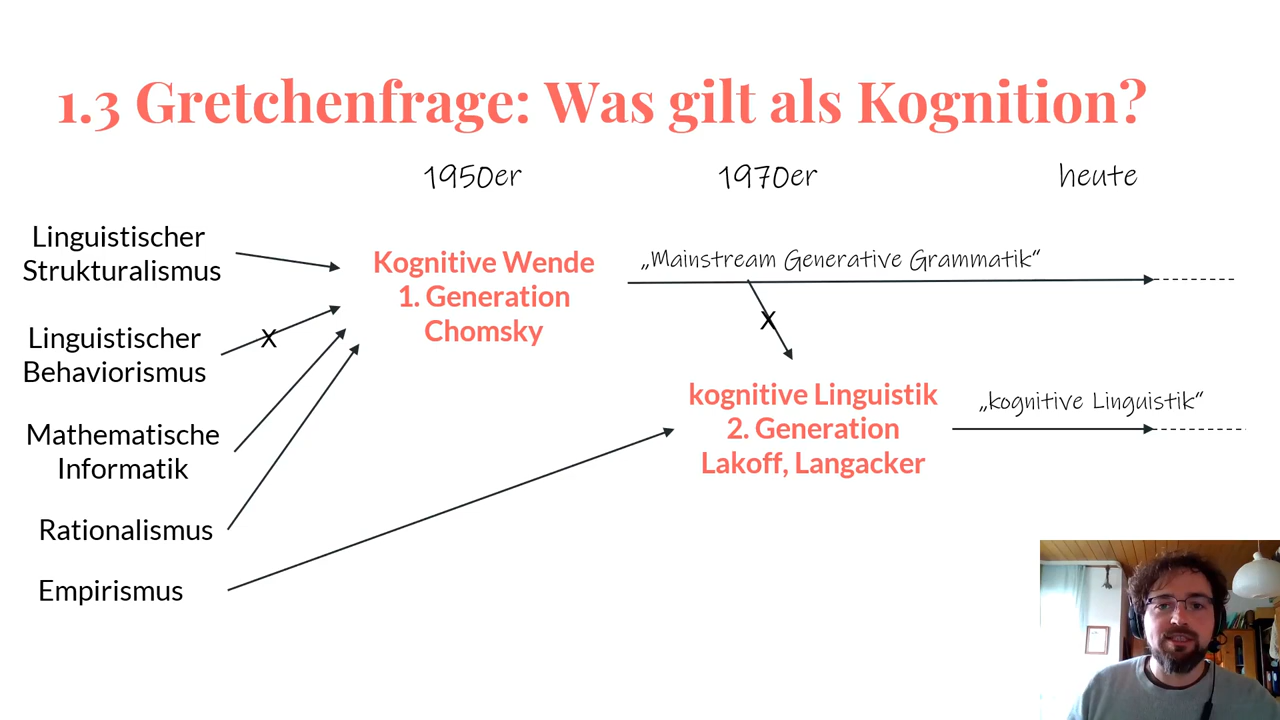 1.3 Gretchenfrage: Was gilt als Kognition?
1950er
1970er
heute
Linguistischer
Strukturalismus
Linguistischer
Behaviorismus
Mathematische
Informatik
Rationalismus
Empirismus
X
Kognitive Wende
1. Generation
Chomsky
„Mainstream Generative Grammatik“
X
kognitive Linguistik
2. Generation
Lakoff, Langacker
„kognitive Linguistik“